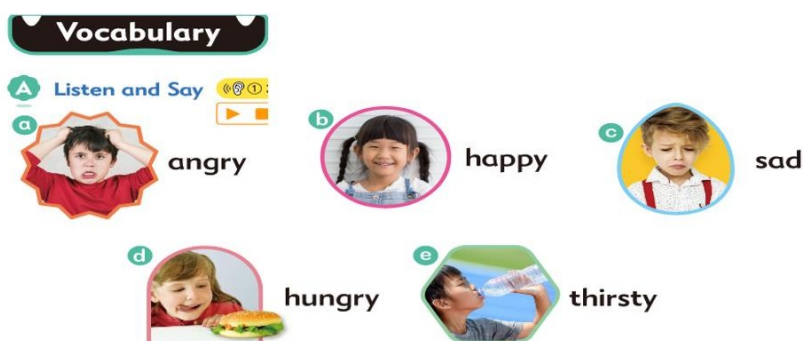 Vocabulary
A Listen and Say
a angry
b happy
c sad
d hungry
e thirsty